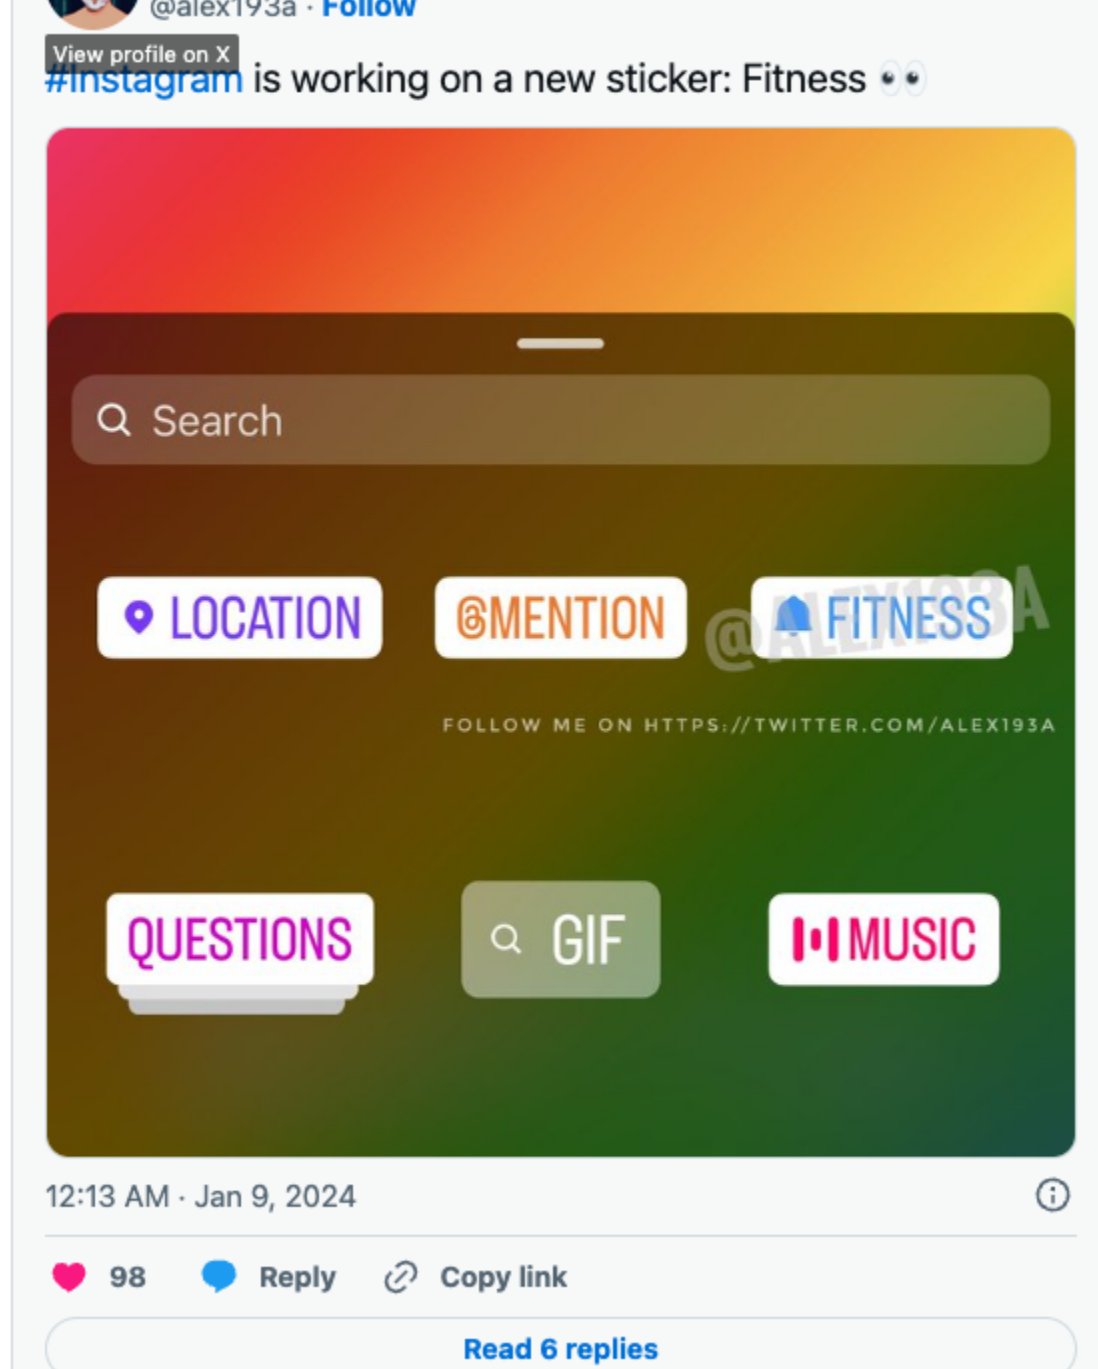 @alex193a · Follow
View profile on X
#Instagram is working on a new sticker: Fitness 👀
Search
LOCATION
@MENTION
FITNESS
@ALEX193A
FOLLOW ME ON HTTPS://TWITTER.COM/ALEX193A
QUESTIONS
GIF
MUSIC
12:13 AM · Jan 9, 2024
98
Reply
Copy link
Read 6 replies